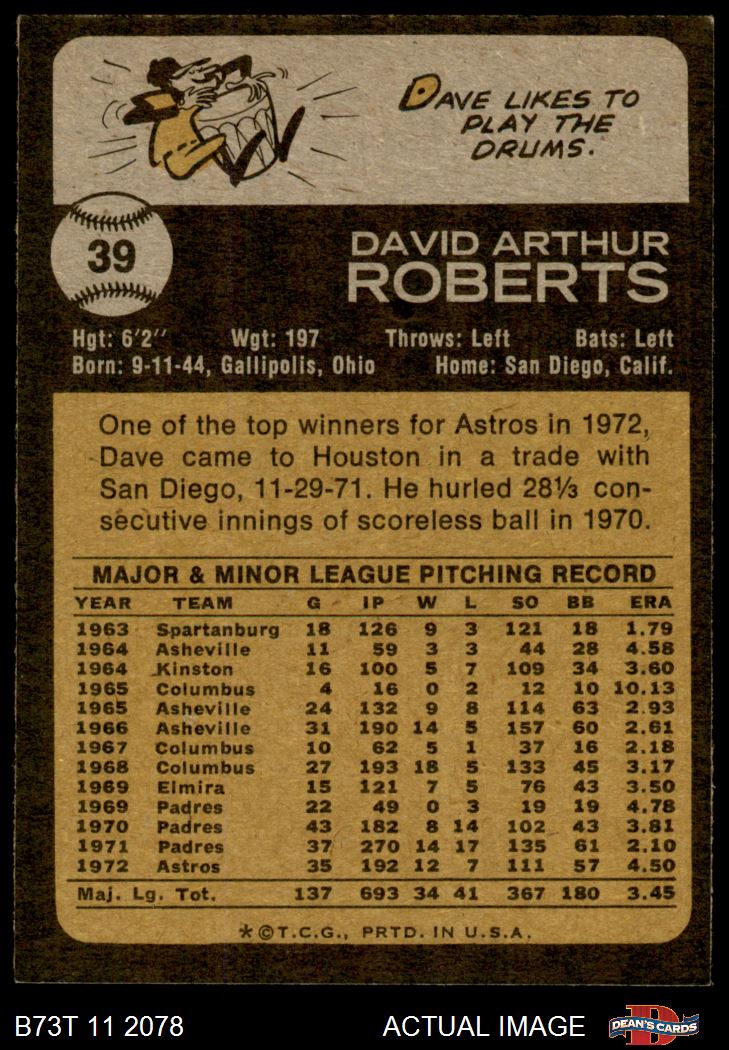 DAVE LIKES TO
PLAY THE
DRUMS.
39
DAVID ARTHUR
ROBERTS
Hgt: 6'2" Wgt: 197 Throws: Left Bats: Left
Born: 9-11-44, Gallipolis, Ohio Home: San Diego, Calif.
One of the top winners for Astros in 1972,
Dave came to Houston in a trade with
San Diego, 11-29-71. He hurled 28⅓ con-
secutive innings of scoreless ball in 1970.
MAJOR & MINOR LEAGUE PITCHING RECORD
YEAR TEAM G IP W L SO BB ERA
1963 Spartanburg 18 126 9 3 121 18 1.79
1964 Asheville 11 59 3 3 44 28 4.58
1964 Kinston 16 100 5 7 109 34 3.60
1965 Columbus 4 16 0 2 12 10 10.13
1965 Asheville 24 132 9 8 114 63 2.93
1966 Asheville 31 190 14 5 157 60 2.61
1967 Columbus 10 62 5 1 37 16 2.18
1968 Columbus 27 193 18 5 133 45 3.17
1969 Elmira 15 121 7 5 76 43 3.50
1969 Padres 22 49 0 3 19 19 4.78
1970 Padres 43 182 8 14 102 43 3.81
1971 Padres 37 270 14 17 135 61 2.10
1972 Astros 35 192 12 7 111 57 4.50
Maj. Lg. Tot. 137 693 34 41 367 180 3.45
*©T.C.G., PRTD. IN U.S.A.
B73T 11 2078 ACTUAL IMAGE D DEAN'S CARDS